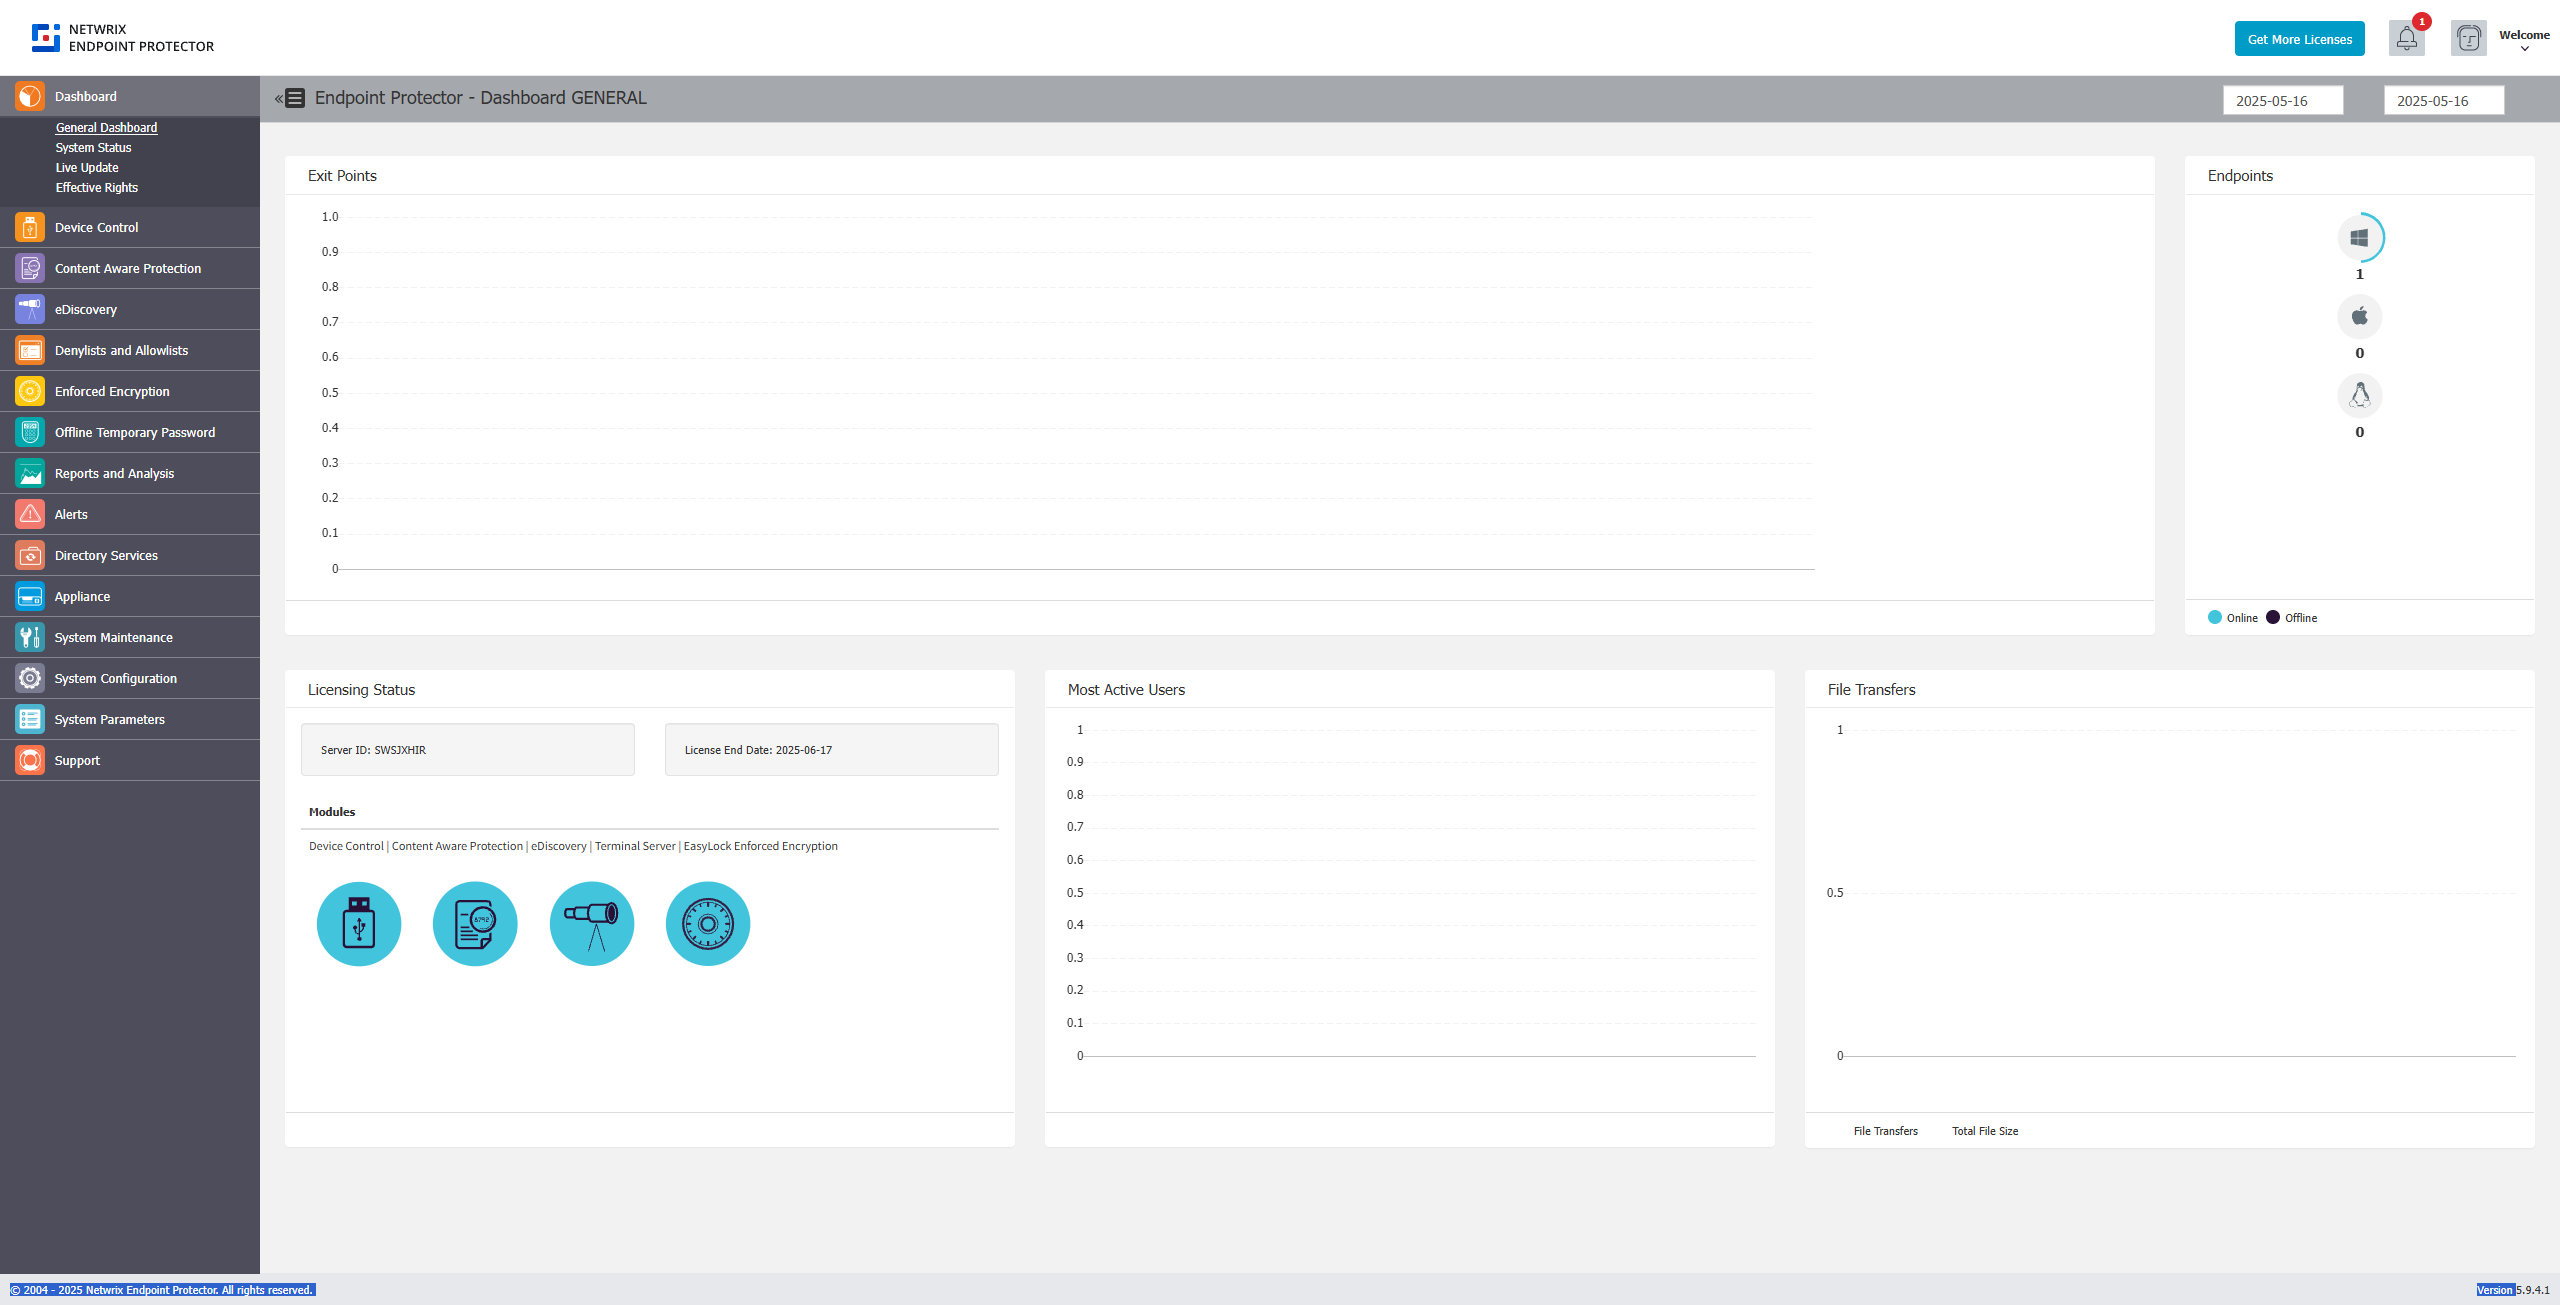 NETWRIX
ENDPOINT PROTECTOR
Get More Licenses
1
Welcome
Dashboard
General Dashboard
System Status
Live Update
Effective Rights
Device Control
Content Aware Protection
eDiscovery
Denylists and Allowlists
Enforced Encryption
Offline Temporary Password
Reports and Analysis
Alerts
Directory Services
Appliance
System Maintenance
System Configuration
System Parameters
Support
Endpoint Protector - Dashboard GENERAL
2025-05-16
2025-05-16
Exit Points
1.0
0.9
0.8
0.7
0.6
0.5
0.4
0.3
0.2
0.1
0
Endpoints
1
0
0
Online
Offline
Licensing Status
Server ID: SWSJXHIR
License End Date: 2025-06-17
Modules
Device Control | Content Aware Protection | eDiscovery | Terminal Server | EasyLock Enforced Encryption
Most Active Users
1
0.9
0.8
0.7
0.6
0.5
0.4
0.3
0.2
0.1
0
File Transfers
1
0.5
0
File Transfers
Total File Size
© 2004 - 2025 Netwrix Endpoint Protector. All rights reserved.
Version 5.9.4.1